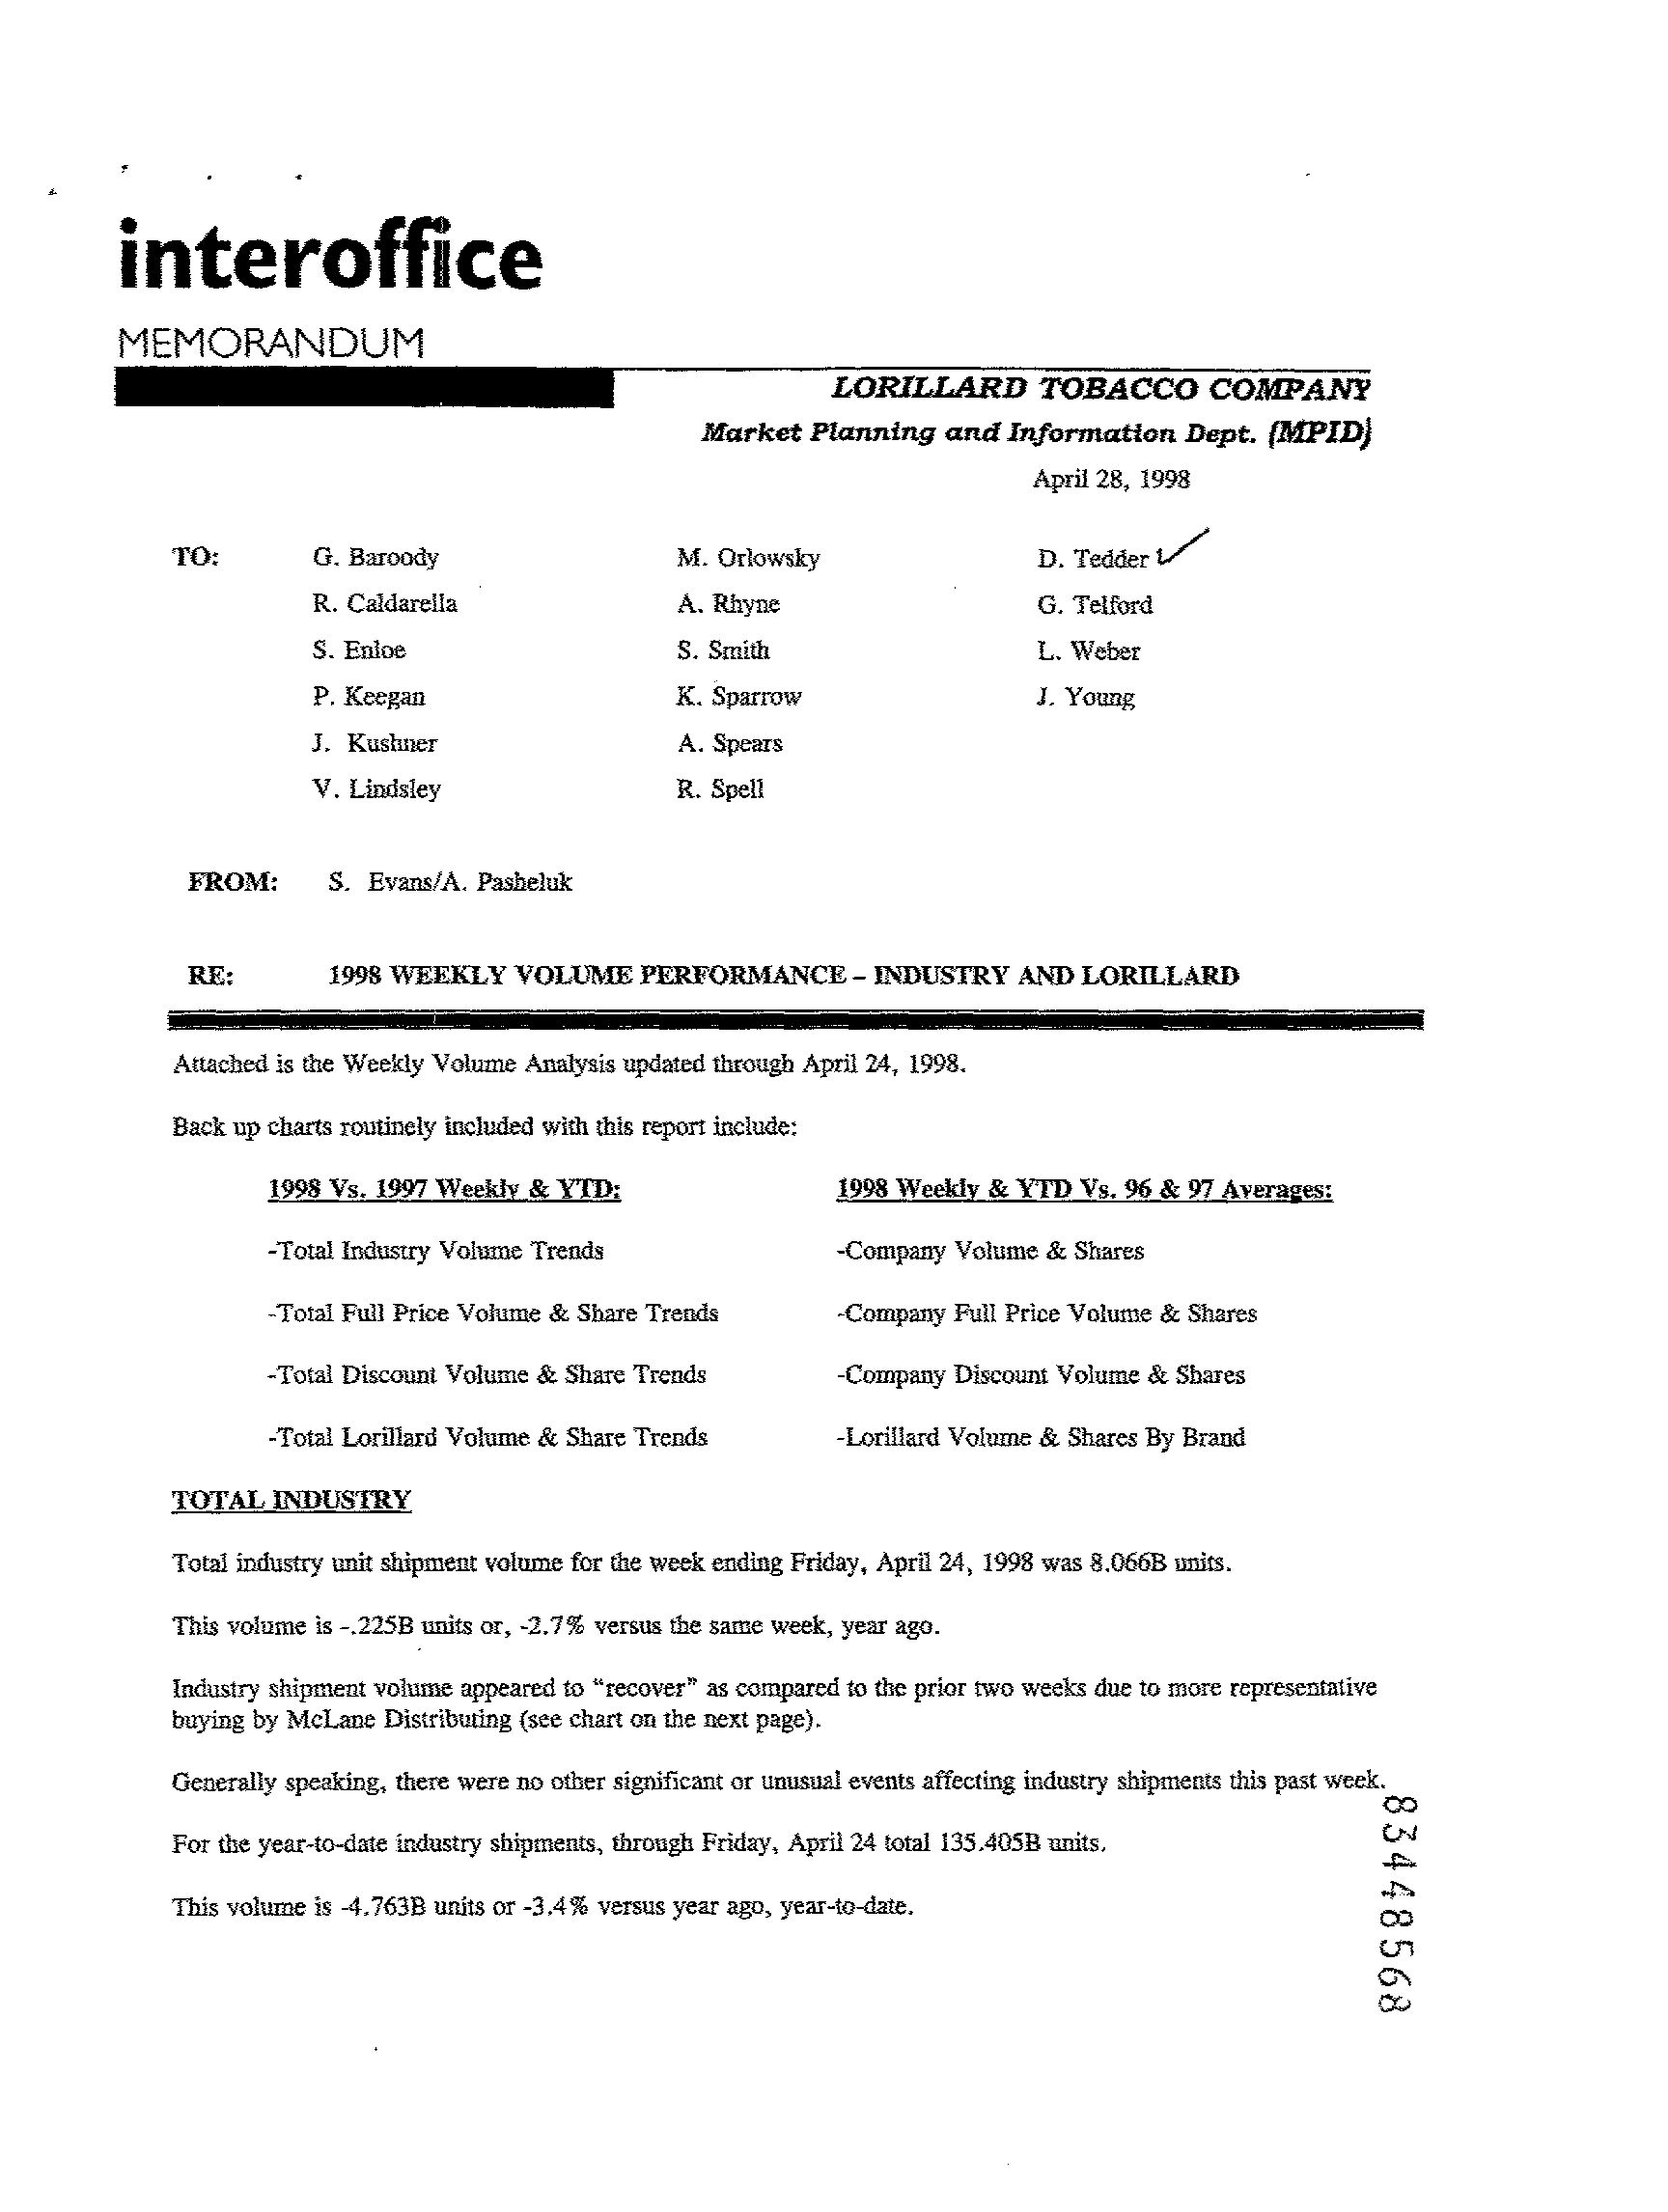 interoffice
MEMORANDUM
LORILLARD TOBACCO COMPANY
Market Planning and Information Dept. (MPID)
April 28, 1998
TO: G. Baroody M. Orlowsky D. Tedder ✓
R. Caldarella A. Rhyne G. Telford
S. Enloe S. Smith L. Weber
P. Keegan K. Sparrow J. Young
J. Kushner A. Spears
V. Lindsley R. Spell
FROM: S. Evans/A. Pasheluk
RE: 1998 WEEKLY VOLUME PERFORMANCE – INDUSTRY AND LORILLARD
Attached is the Weekly Volume Analysis updated through April 24, 1998.
Back up charts routinely included with this report include:
1998 Vs. 1997 Weekly & YTD: 1998 Weekly & YTD Vs. 96 & 97 Averages:
-Total Industry Volume Trends -Company Volume & Shares
-Total Full Price Volume & Share Trends -Company Full Price Volume & Shares
-Total Discount Volume & Share Trends -Company Discount Volume & Shares
-Total Lorillard Volume & Share Trends -Lorillard Volume & Shares By Brand
TOTAL INDUSTRY
Total industry unit shipment volume for the week ending Friday, April 24, 1998 was 8.066B units.
This volume is -.225B units or, -2.7% versus the same week, year ago.
Industry shipment volume appeared to “recover” as compared to the prior two weeks due to more representative
buying by McLane Distributing (see chart on the next page).
Generally speaking, there were no other significant or unusual events affecting industry shipments this past week.
For the year-to-date industry shipments, through Friday, April 24 total 135.405B units.
This volume is -4.763B units or -3.4% versus year ago, year-to-date.
83448568